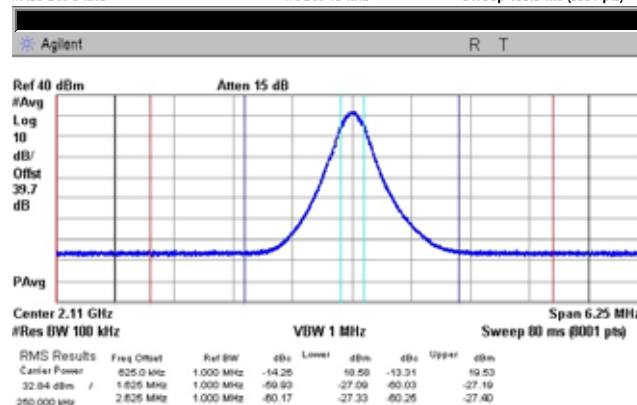 Agilent R T
Ref 40 dBm Atten 15 dB
#Avg
Log
10
dB/
Offst
39.7
dB
PAvg
Center 2.11 GHz Span 6.25 MHz
#Res BW 100 kHz VBW 1 MHz Sweep 80 ms (8001 pts)
RMS Results Freq Offset Ref BW dBc Lower dBm dBc Upper dBm
Carrier Power 625.0 kHz 1.000 MHz -14.26 18.58 -13.31 19.53
32.84 dBm / 1.625 MHz 1.000 MHz -59.93 -27.09 -60.03 -27.19
250.000 kHz 2.625 MHz 1.000 MHz -60.17 -27.33 -60.25 -27.40